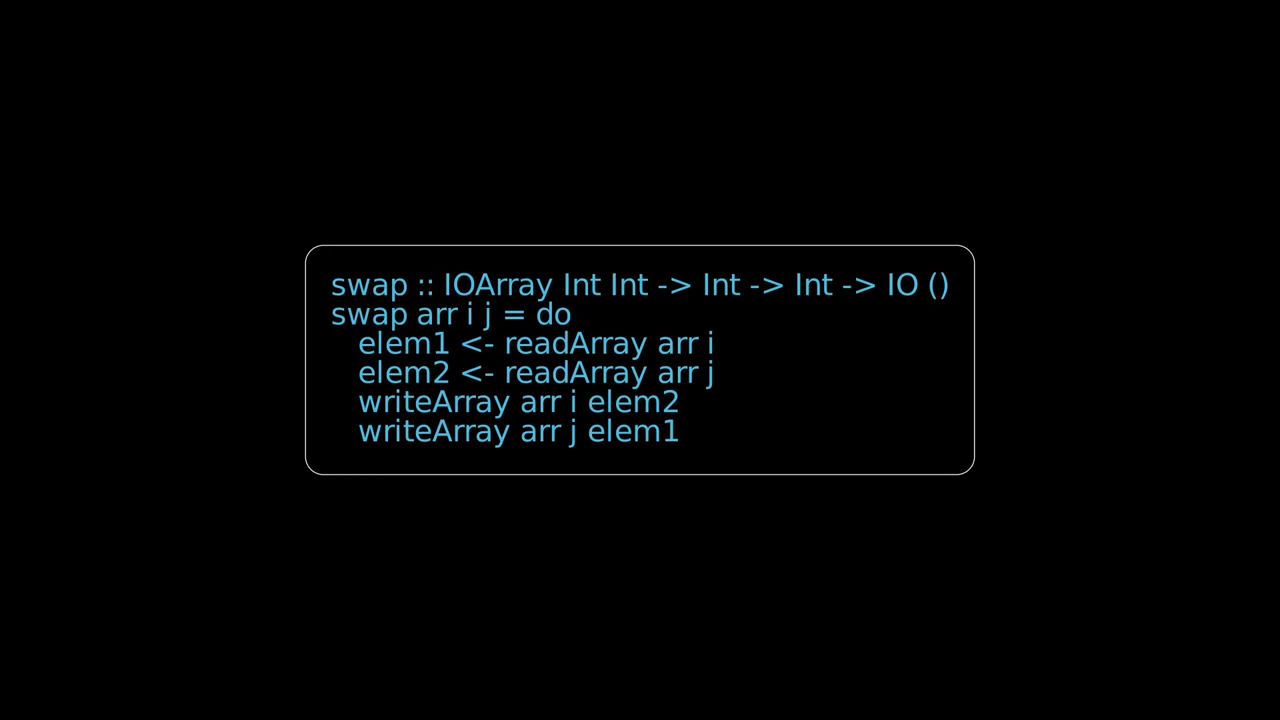 swap :: IOArray Int Int -> Int -> Int -> IO ()
swap arr i j = do
   elem1 <- readArray arr i
   elem2 <- readArray arr j
   writeArray arr i elem2
   writeArray arr j elem1